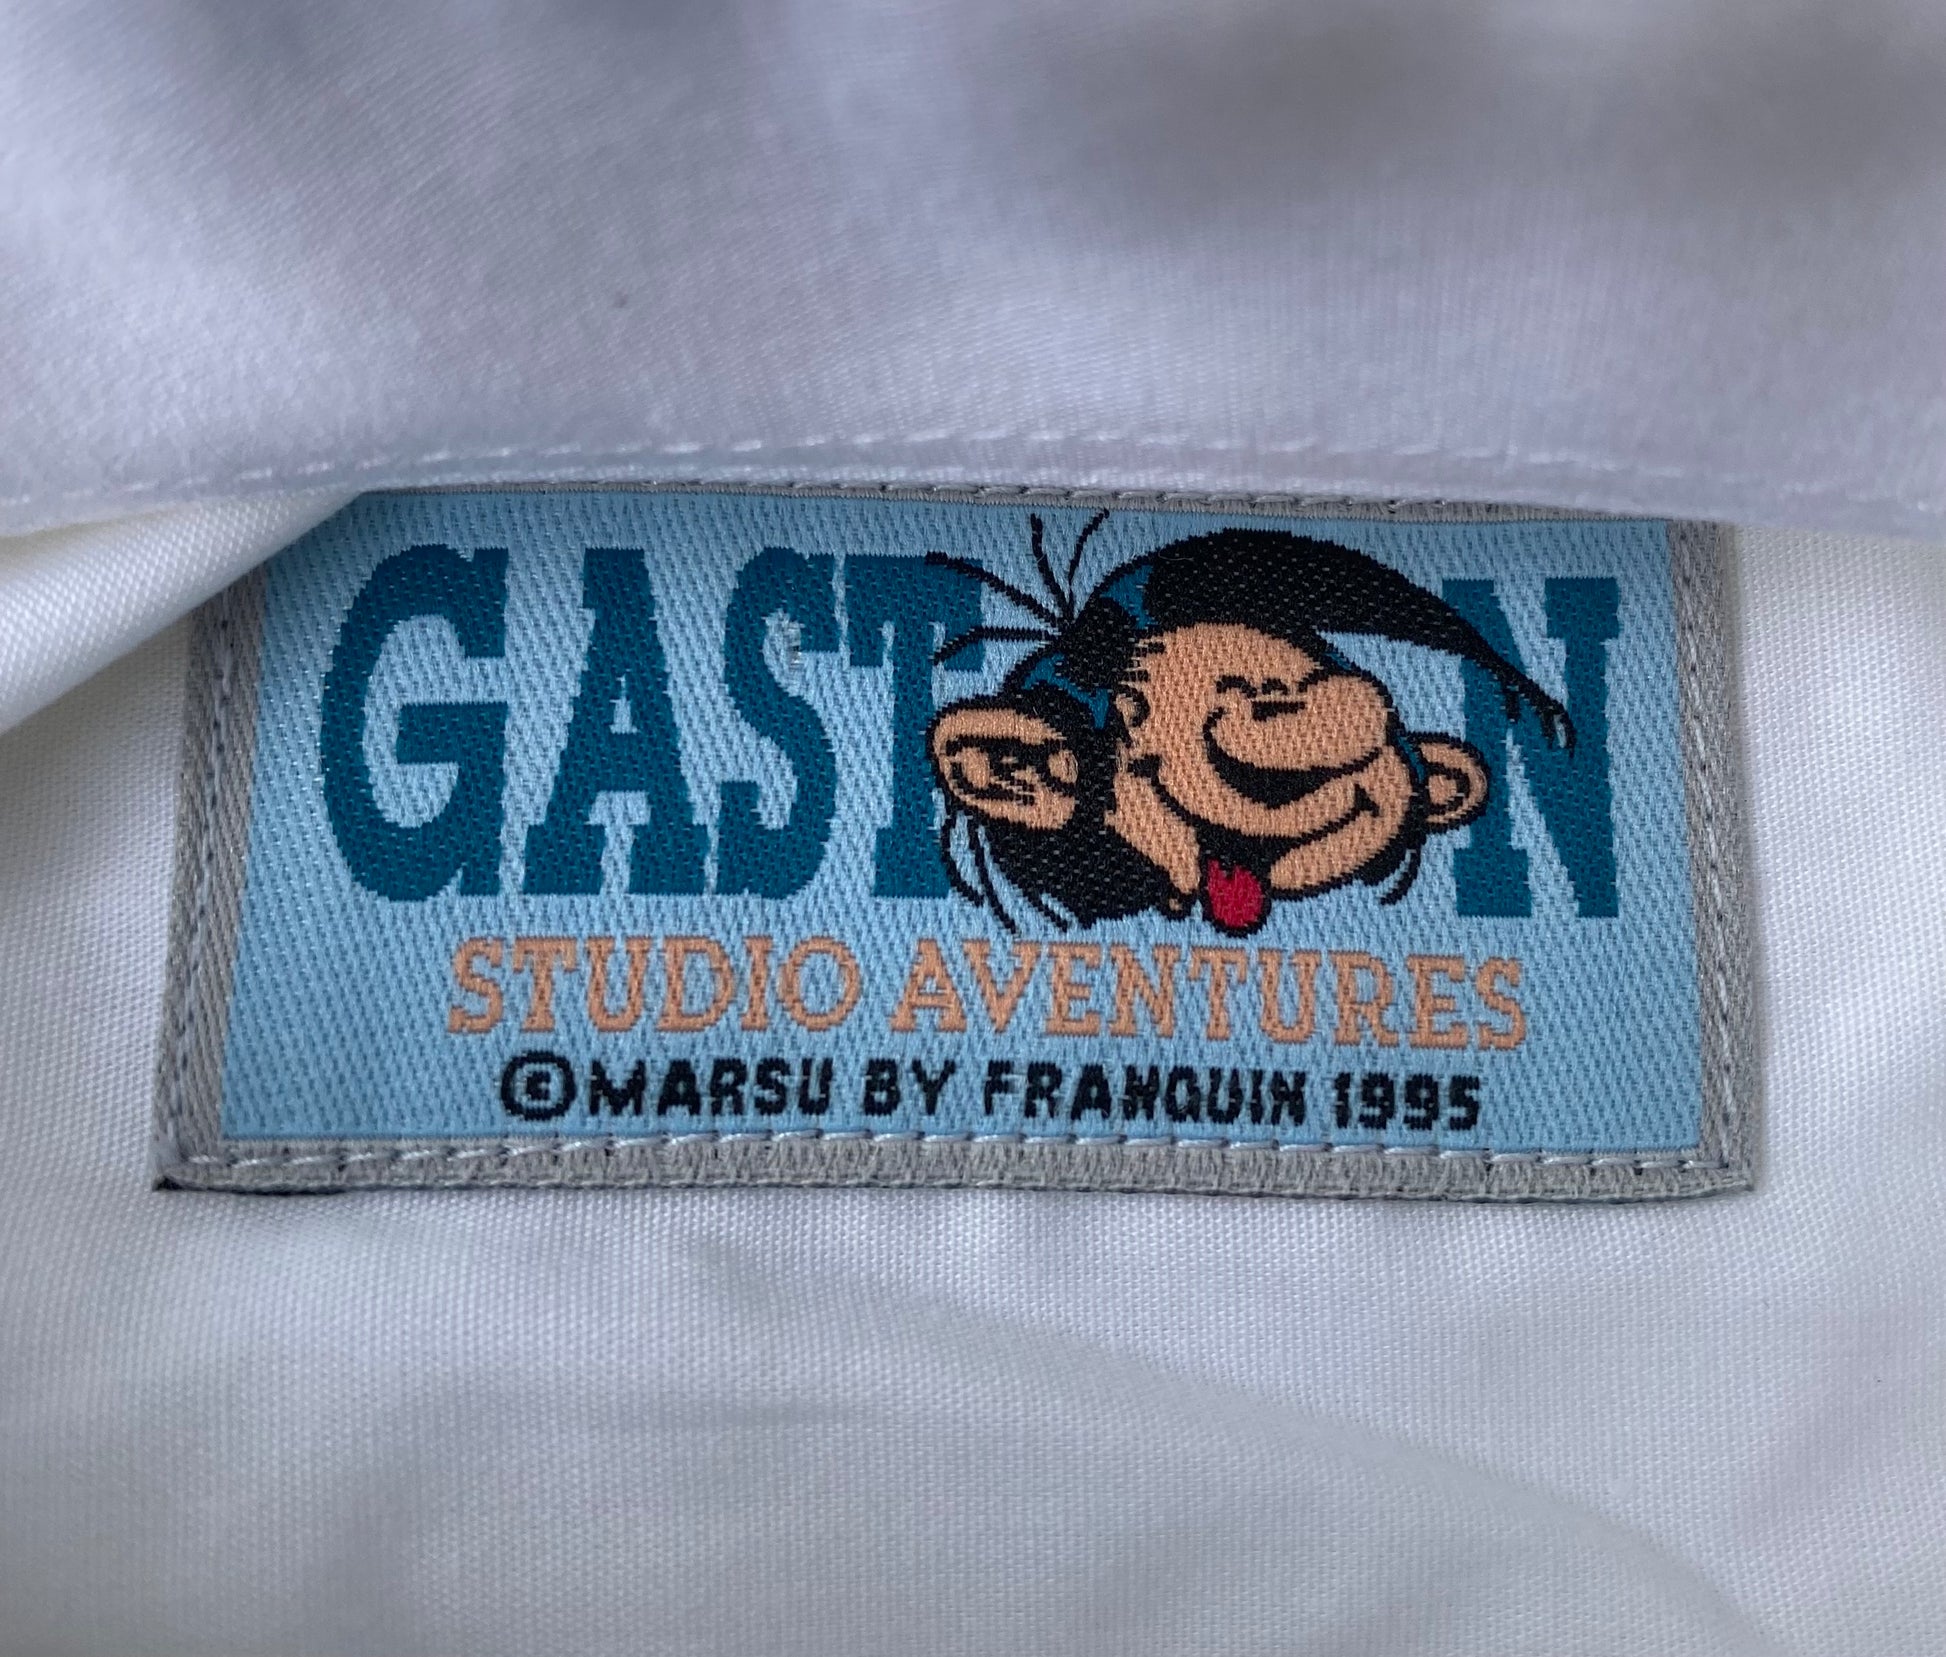 GASTON
STUDIO AVENTURES
©MARSU BY FRANQUIN 1995